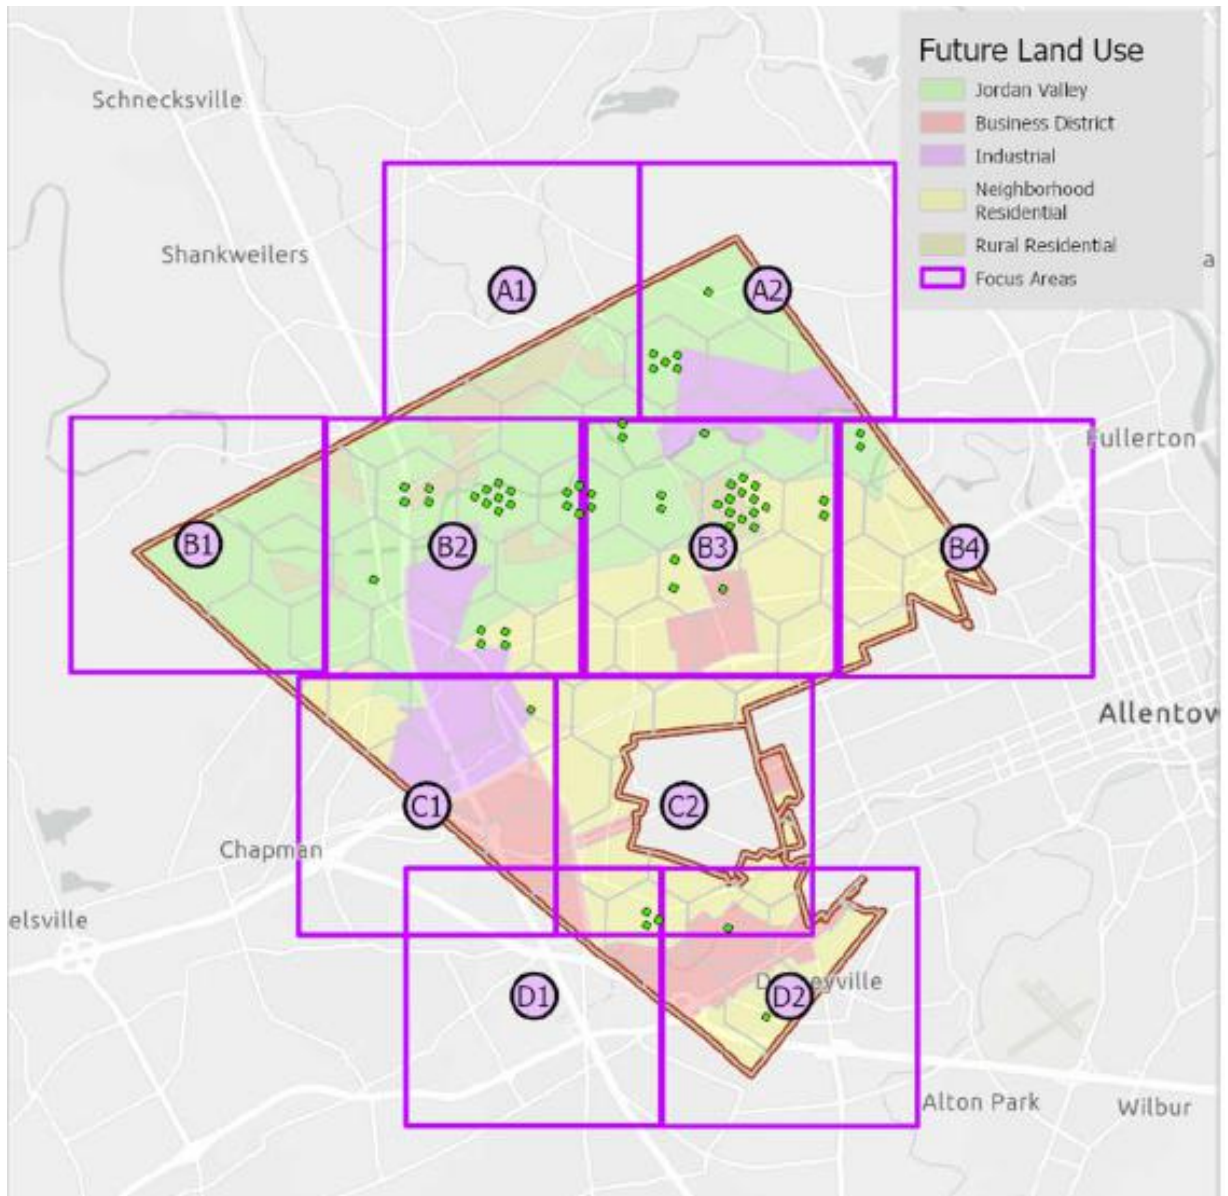 Future Land Use
Jordan Valley
Business District
Industrial
Neighborhood
Residential
Rural Residential
Focus Areas
Schnecksville
Shankweilers
a
A1
A2
Fullerton
B1
B2
B3
B4
Allentow
C1
C2
Chapman
elsville
D1
D2
eyville
Alton Park
Wilbur